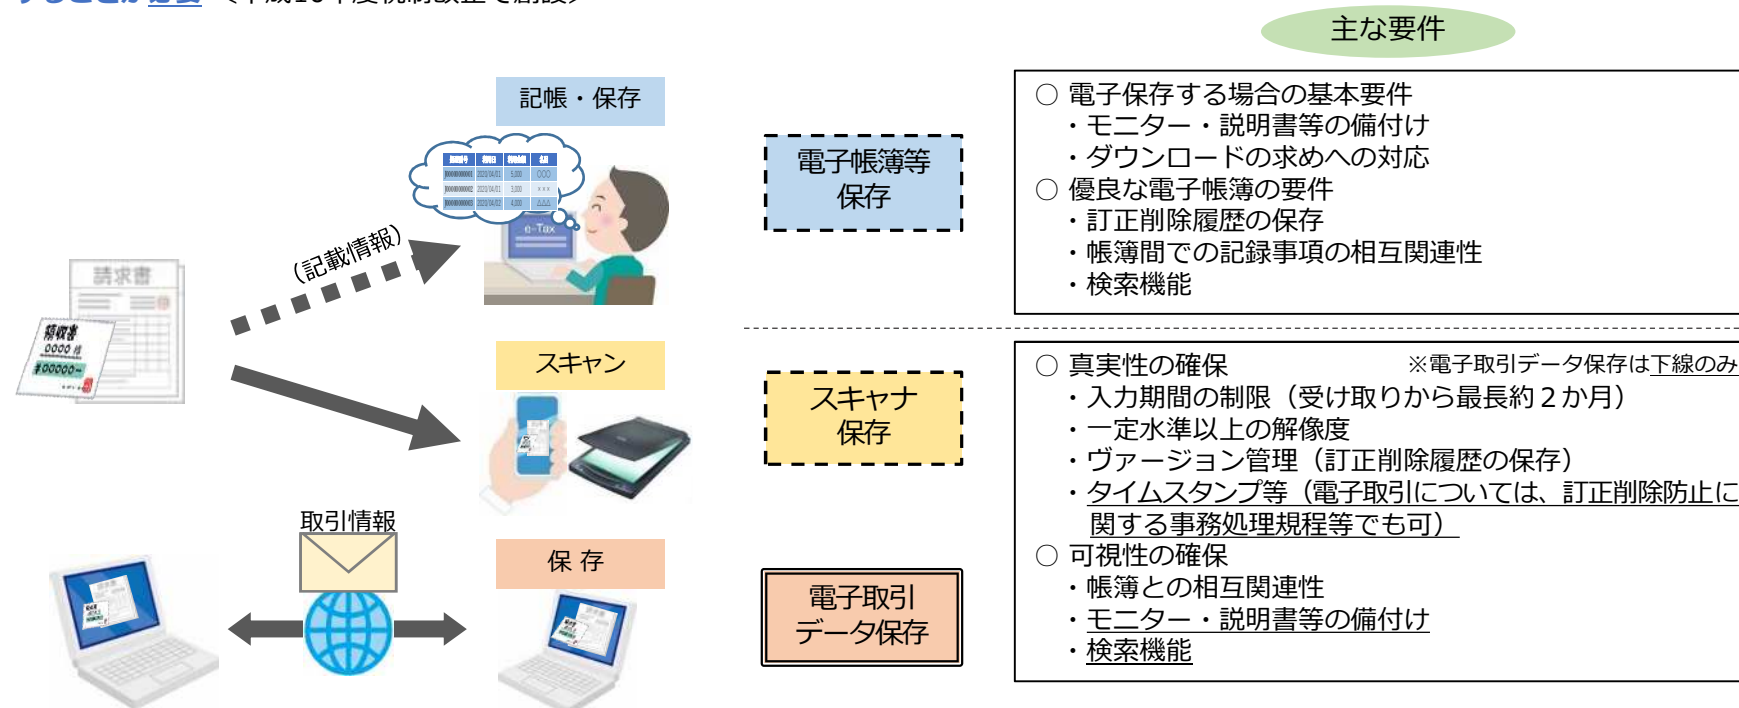 主な要件
記帳・保存
e-Tax
(記載情報)
請求書
領収書
電子帳簿等
保存
○ 電子保存する場合の基本要件
・モニター・説明書等の備付け
・ダウンロードの求めへの対応
○ 優良な電子帳簿の要件
・訂正削除履歴の保存
・帳簿間での記録事項の相互関連性
・検索機能
スキャン
スキャナ
保存
○ 真実性の確保 ※電子取引データ保存は下線のみ
・入力期間の制限（受け取りから最長約２か月）
・一定水準以上の解像度
・ヴァージョン管理（訂正削除履歴の保存）
・タイムスタンプ等（電子取引については、訂正削除防止に
関する事務処理規程等でも可）
○ 可視性の確保
・帳簿との相互関連性
・モニター・説明書等の備付け
・検索機能
取引情報
保 存
電子取引
データ保存